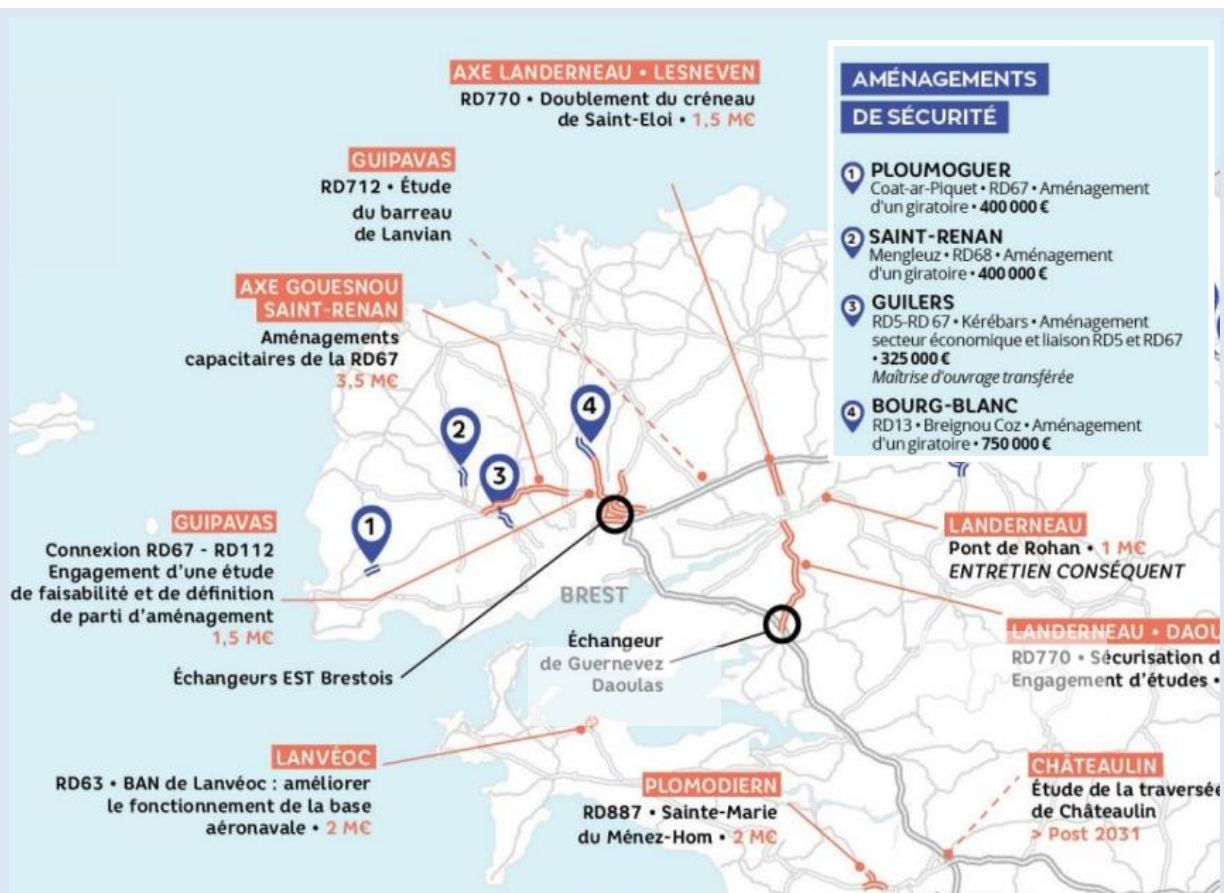 AXE LANDERNEAU • LESNEVEN
RD770 • Doublement du créneau
de Saint-Eloi • 1,5 M€
GUIPAVAS
RD712 • Étude
du barreau
de Lanvian
AXE GOUESNOU
SAINT-RENAN
Aménagements
capacitaires de la RD67
3,5 M€
AMÉNAGEMENTS
DE SÉCURITÉ
1 PLOUMOGUER
Coat-ar-Piquet • RD67 • Aménagement
d'un giratoire • 400 000 €
2 SAINT-RENAN
Mengleuz • RD68 • Aménagement
d'un giratoire • 400 000 €
3 GUILERS
RD5-RD 67 • Kérébars • Aménagement
secteur économique et liaison RD5 et RD67
• 325 000 €
Maîtrise d'ouvrage transférée
4 BOURG-BLANC
RD13 • Breignou Coz • Aménagement
d'un giratoire • 750 000 €
4
2
3
1
GUIPAVAS
Connexion RD67 - RD112
Engagement d'une étude
de faisabilité et de définition
de parti d'aménagement
1,5 M€
Échangeurs EST Brestois
BREST
Échangeur
de Guernevez
Daoulas
LANDERNEAU
Pont de Rohan • 1 M€
ENTRETIEN CONSÉQUENT
LANDERNEAU • DAOU
RD770 • Sécurisation d
Engagement d'études •
LANVÉOC
RD63 • BAN de Lanvéoc : améliorer
le fonctionnement de la base
aéronavale • 2 M€
PLOMODIERN
RD887 • Sainte-Marie
du Ménez-Hom • 2 M€
CHÂTEAULIN
Étude de la traversée
de Châteaulin
> Post 2031